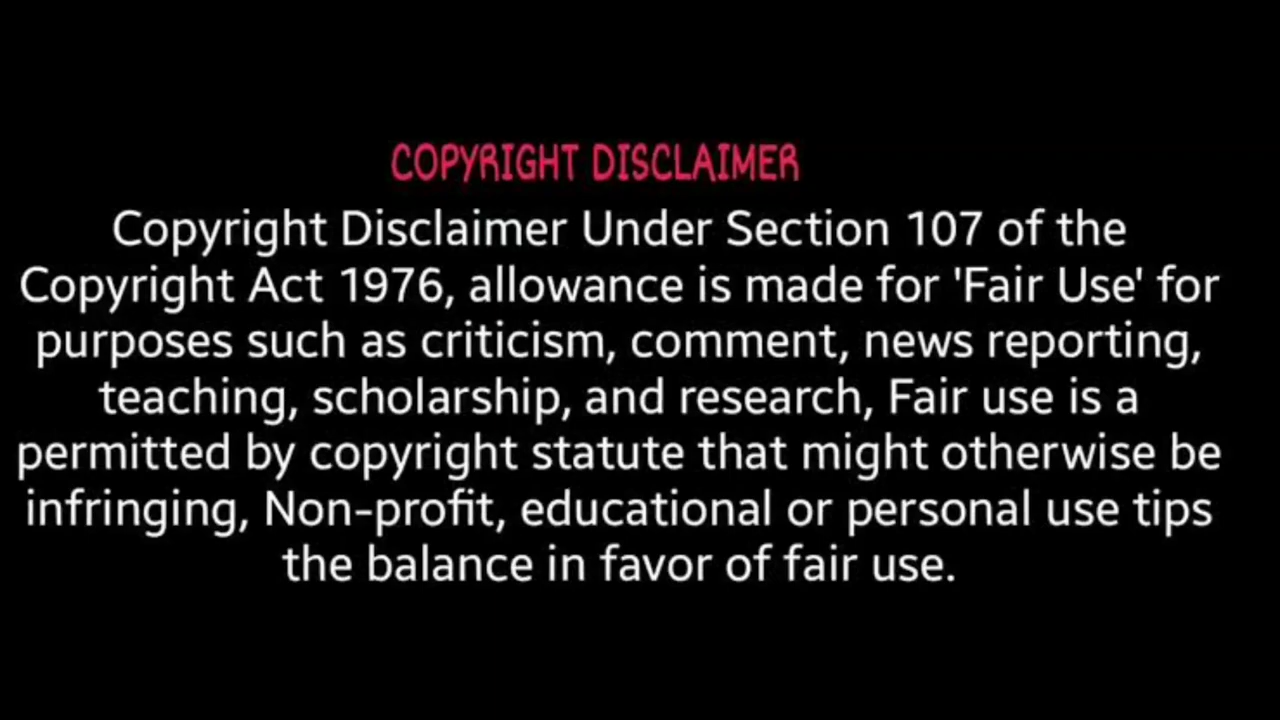 COPYRIGHT DISCLAIMER
Copyright Disclaimer Under Section 107 of the
Copyright Act 1976, allowance is made for 'Fair Use' for
purposes such as criticism, comment, news reporting,
teaching, scholarship, and research, Fair use is a
permitted by copyright statute that might otherwise be
infringing, Non-profit, educational or personal use tips
the balance in favor of fair use.